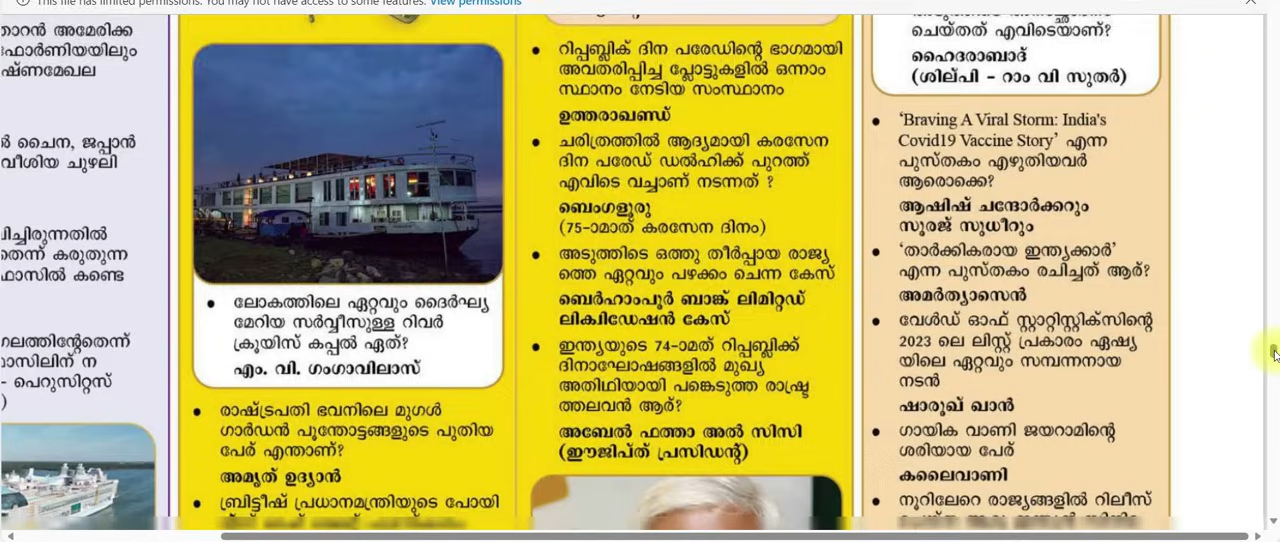 This file has limited permissions. You may not have access to some features. View permissions
താറൻ അമേരിക്ക
ഫോർണിയയിലും
ഷ്ണമേഖല
ർ ചൈന, ജപ്പാൻ
വീശിയ ചുഴലി
പിച്ചിരുന്നതിൽ
തെന്ന് കരുതുന്ന
ഫാസിൽ കണ്ടെ
ഗലത്തിന്റേതെന്ന്
ഫാസിലിന് ന
- പെറുസിറ്റസ്
)
• ലോകത്തിലെ ഏറ്റവും ദൈർഘ്യ
മേറിയ സർവ്വീസുള്ള റിവർ
ക്രൂയിസ് കപ്പൽ ഏത്?
എം. വി. ഗംഗാവിലാസ്
• രാഷ്ട്രപതി ഭവനിലെ മുഗൾ
ഗാർഡൻ പൂന്തോട്ടങ്ങളുടെ പുതിയ
പേര് എന്താണ്?
അമൃത് ഉദ്യാൻ
• ബ്രിട്ടീഷ് പ്രധാനമന്ത്രിയുടെ പോയി
• റിപ്പബ്ലിക് ദിന പരേഡിന്റെ ഭാഗമായി
അവതരിപ്പിച്ച പ്ലോട്ടുകളിൽ ഒന്നാം
സ്ഥാനം നേടിയ സംസ്ഥാനം
ഉത്തരാഖണ്ഡ്
• ചരിത്രത്തിൽ ആദ്യമായി കരസേന
ദിന പരേഡ് ഡൽഹിക്ക് പുറത്ത്
എവിടെ വച്ചാണ് നടന്നത് ?
ബെംഗളൂരു
(75-ാമത് കരസേന ദിനം)
• അടുത്തിടെ ഒത്തു തീർപ്പായ രാജ്യ
ത്തെ ഏറ്റവും പഴക്കം ചെന്ന കേസ്
ബെർഹാംപൂർ ബാങ്ക് ലിമിറ്റഡ്
ലിക്വിഡേഷൻ കേസ്
• ഇന്ത്യയുടെ 74-ാമത് റിപ്പബ്ലിക്ക്
ദിനാഘോഷങ്ങളിൽ മുഖ്യ
അതിഥിയായി പങ്കെടുത്ത രാഷ്ട്ര
ത്തലവൻ ആര്?
അബേൽ ഫത്താ അൽ സിസി
(ഈജിപ്ത് പ്രസിഡന്റ്)
ചെയ്തത് എവിടെയാണ്?
ഹൈദരാബാദ്
(ശില്പി - റാം വി സുതർ)
• 'Braving A Viral Storm: India's
Covid19 Vaccine Story' എന്ന
പുസ്തകം എഴുതിയവർ
ആരൊക്കെ?
ആഷിഷ് ചന്ദോർക്കറും
സൂരജ് സുധീറും
• 'താർക്കികരായ ഇന്ത്യക്കാർ'
എന്ന പുസ്തകം രചിച്ചത് ആര്?
അമർത്യാസെൻ
• വേൾഡ് ഓഫ് സ്റ്റാറ്റിസ്റ്റിക്സിന്റെ
2023 ലെ ലിസ്റ്റ് പ്രകാരം ഏഷ്യ
യിലെ ഏറ്റവും സമ്പന്നനായ
നടൻ
ഷാരൂഖ് ഖാൻ
• ഗായിക വാണി ജയറാമിന്റെ
ശരിയായ പേര്
കലൈവാണി
• നൂറിലേറെ രാജ്യങ്ങളിൽ റിലീസ്